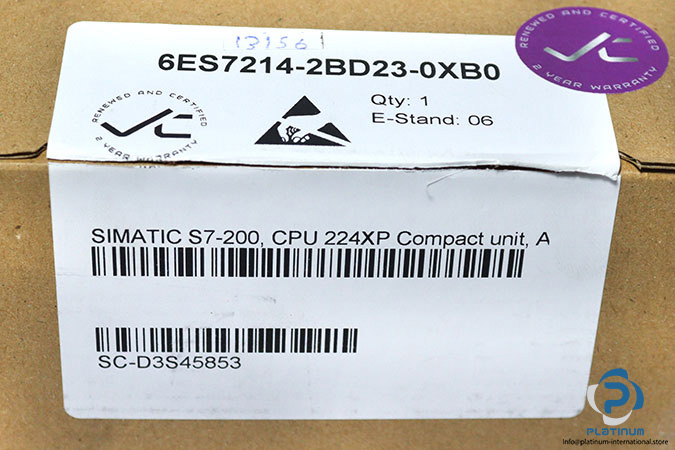 13156
6ES7214-2BD23-0XB0
Qty: 1
E-Stand: 06
RENEWED AND CERTIFIED
2 YEAR WARRANTY
RENEWED AND CERTIFIED
2 YEAR WARRANTY
SIMATIC S7-200, CPU 224XP Compact unit, A
SC-D3S45853
PLATINUM
info@platinum-international.store